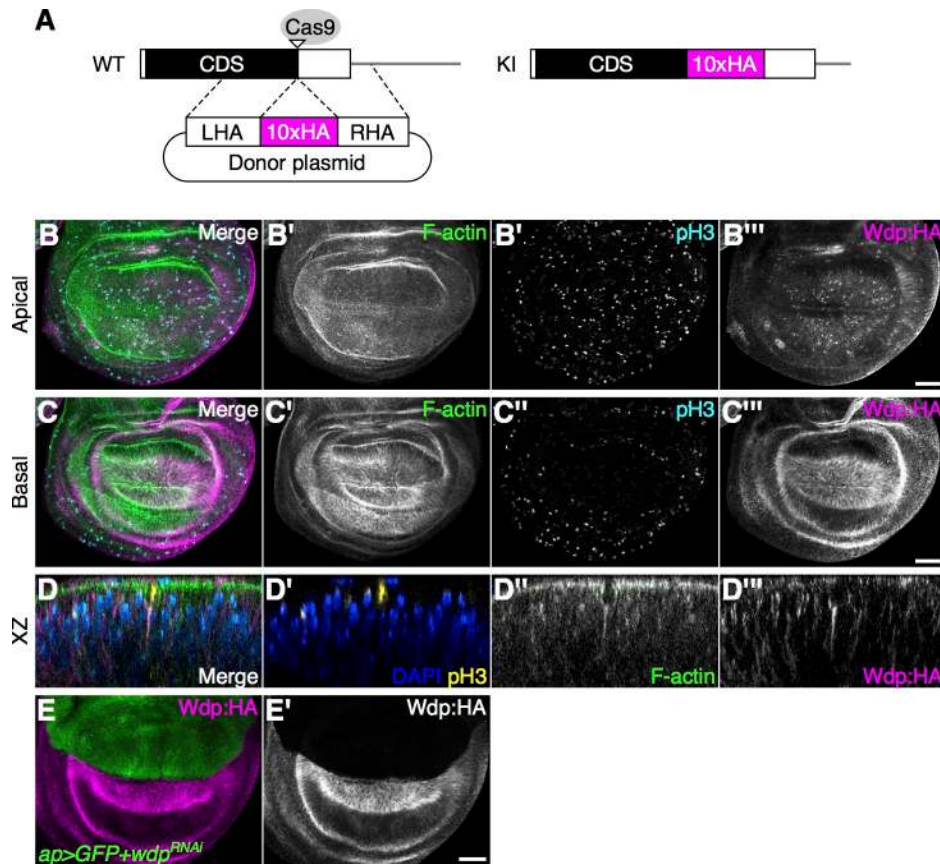 A
Cas9
WT CDS
KI CDS 10xHA
LHA 10xHA RHA
Donor plasmid
Apical
B Merge
B' F-actin
B'' pH3
B''' Wdp:HA
Basal
C Merge
C' F-actin
C'' pH3
C''' Wdp:HA
XZ
D Merge
D' DAPI pH3
D'' F-actin
D''' Wdp:HA
E Wdp:HA
ap>GFP+wdpRNAi
E' Wdp:HA